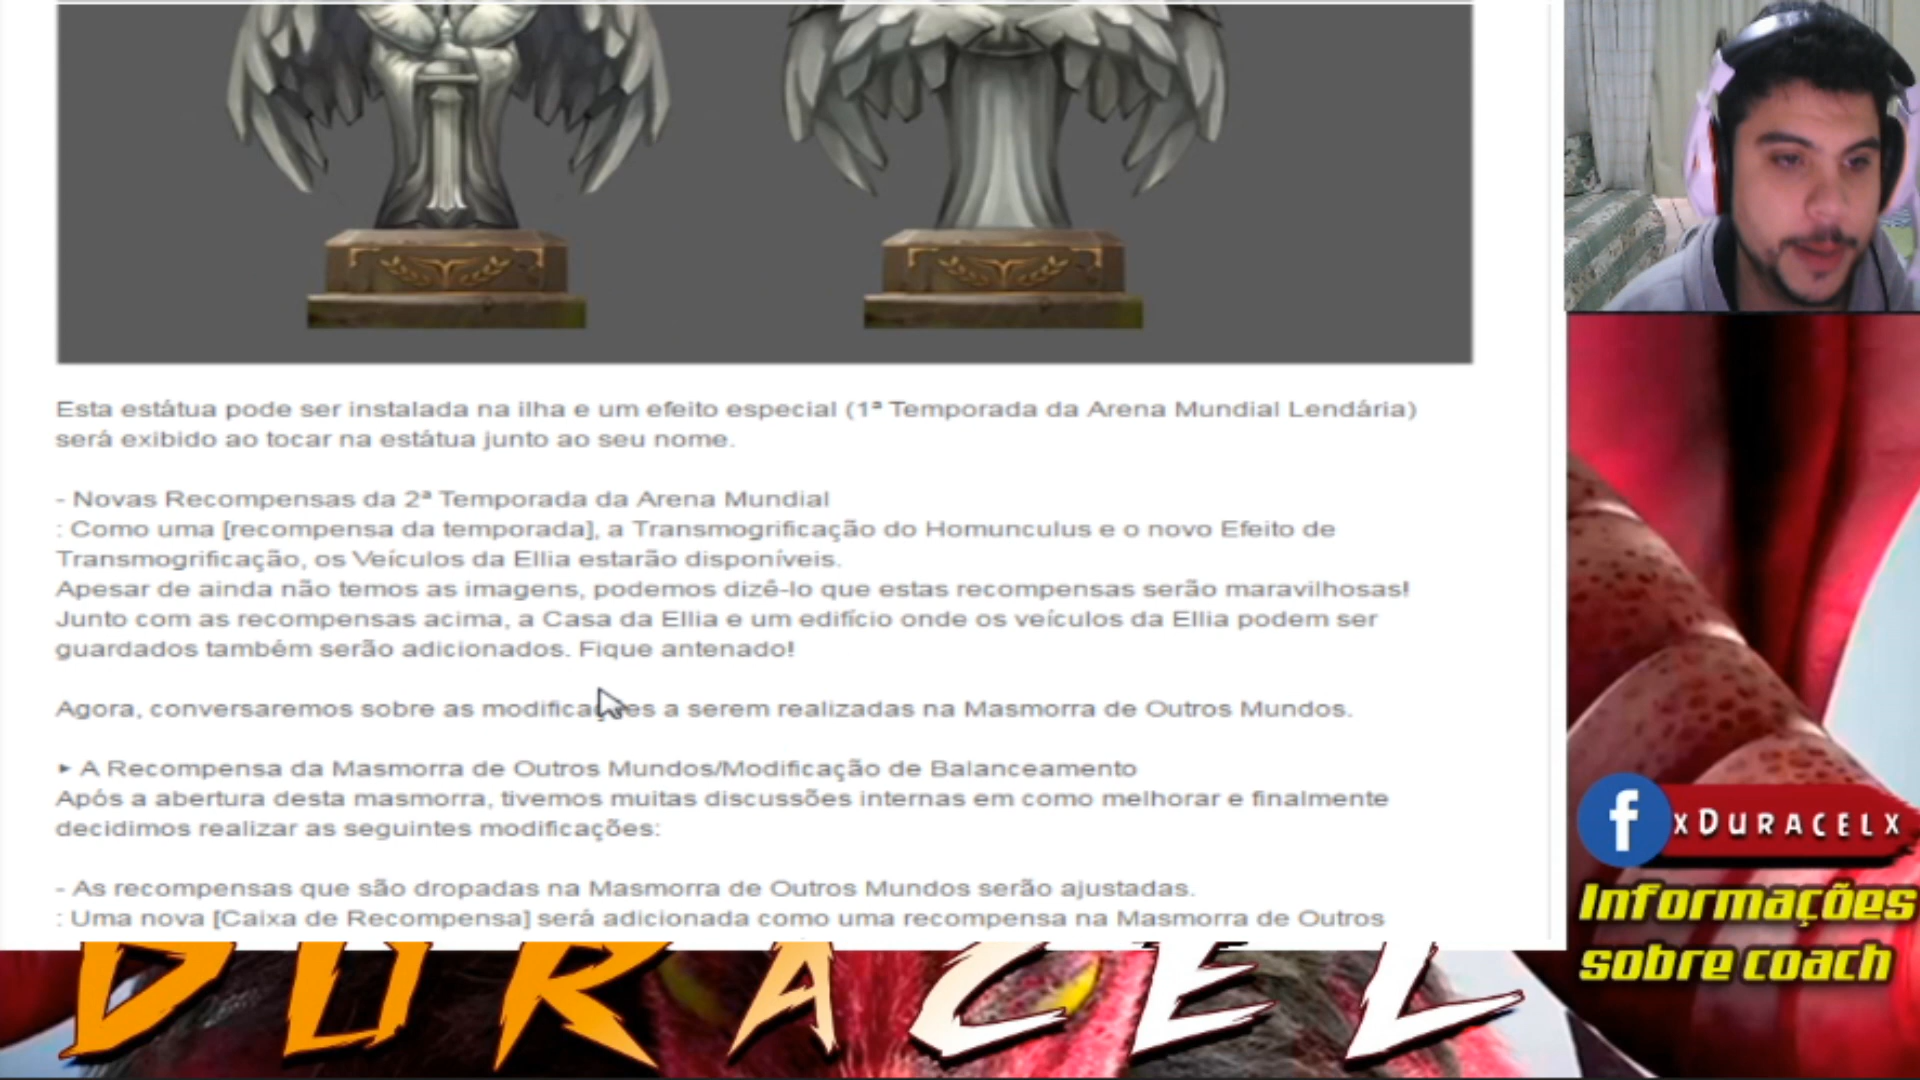 Esta estátua pode ser instalada na ilha e um efeito especial (1ª Temporada da Arena Mundial Lendária)
será exibido ao tocar na estátua junto ao seu nome.
- Novas Recompensas da 2ª Temporada da Arena Mundial
: Como uma [recompensa da temporada], a Transmogrificação do Homunculus e o novo Efeito de
Transmogrificação, os Veículos da Ellia estarão disponíveis.
Apesar de ainda não temos as imagens, podemos dizê-lo que estas recompensas serão maravilhosas!
Junto com as recompensas acima, a Casa da Ellia e um edifício onde os veículos da Ellia podem ser
guardados também serão adicionados. Fique antenado!
Agora, conversaremos sobre as modificações a serem realizadas na Masmorra de Outros Mundos.
▸ A Recompensa da Masmorra de Outros Mundos/Modificação de Balanceamento
Após a abertura desta masmorra, tivemos muitas discussões internas em como melhorar e finalmente
decidimos realizar as seguintes modificações:
- As recompensas que são dropadas na Masmorra de Outros Mundos serão ajustadas.
: Uma nova [Caixa de Recompensa] será adicionada como uma recompensa na Masmorra de Outros
DURACEL
f xDURACELx
Informações
sobre coach